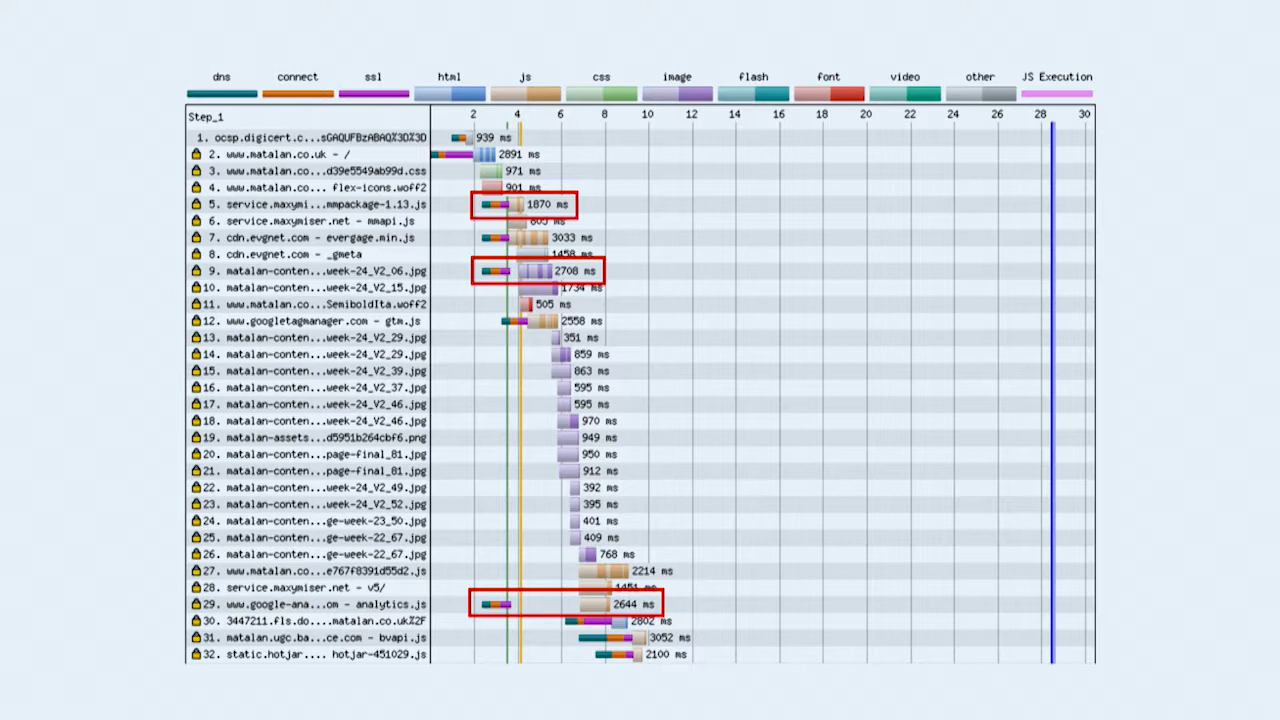 dns connect ssl html js css image flash font video other JS Execution
Step_1 2 4 6 8 10 12 14 16 18 20 22 24 26 28 30
1. ocsp.digicert.c...sGAQUFBzABAQ%3D%3D 939 ms
2. www.matalan.co.uk - / 2891 ms
3. www.matalan.co...d39e5549ab99d.css 971 ms
4. www.matalan.co... flex-icons.woff2 901 ms
5. service.maxymi...mmpackage-1.13.js 1870 ms
6. service.maxymiser.net - mmapi.js 805 ms
7. cdn.evgnet.com - evergage.min.js 3033 ms
8. cdn.evgnet.com - _gmeta 1458 ms
9. matalan-conten...week-24_V2_06.jpg 2708 ms
10. matalan-conten...week-24_V2_15.jpg 1734 ms
11. www.matalan.co...SemiboldIta.woff2 505 ms
12. www.googletagmanager.com - gtm.js 2558 ms
13. matalan-conten...week-24_V2_29.jpg 351 ms
14. matalan-conten...week-24_V2_29.jpg 859 ms
15. matalan-conten...week-24_V2_39.jpg 863 ms
16. matalan-conten...week-24_V2_37.jpg 595 ms
17. matalan-conten...week-24_V2_46.jpg 595 ms
18. matalan-conten...week-24_V2_46.jpg 970 ms
19. matalan-assets...d5951b264cbf6.png 949 ms
20. matalan-conten...page-final_81.jpg 950 ms
21. matalan-conten...page-final_81.jpg 912 ms
22. matalan-conten...week-24_V2_49.jpg 392 ms
23. matalan-conten...week-24_V2_52.jpg 395 ms
24. matalan-conten...ge-week-23_50.jpg 401 ms
25. matalan-conten...ge-week-22_67.jpg 409 ms
26. matalan-conten...ge-week-22_67.jpg 768 ms
27. www.matalan.co...e767f8391d55d2.js 2214 ms
28. service.maxymiser.net - v5/ 1451 ms
29. www.google-ana...om - analytics.js 2644 ms
30. 3447211.fls.do....matalan.co.uk%2F 2802 ms
31. matalan.ugc.ba...ce.com - bvapi.js 3052 ms
32. static.hotjar.... hotjar-451029.js 2100 ms